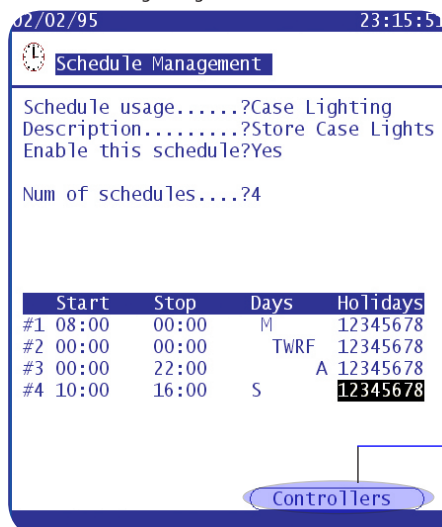 02/02/95 23:15:51
Schedule Management
Schedule usage......?Case Lighting
Description.........?Store Case Lights
Enable this schedule?Yes
Num of schedules....?4
Start Stop Days Holidays
#1 08:00 00:00 M 12345678
#2 00:00 00:00 TWRF 12345678
#3 00:00 22:00 A 12345678
#4 10:00 16:00 S 12345678
Controllers